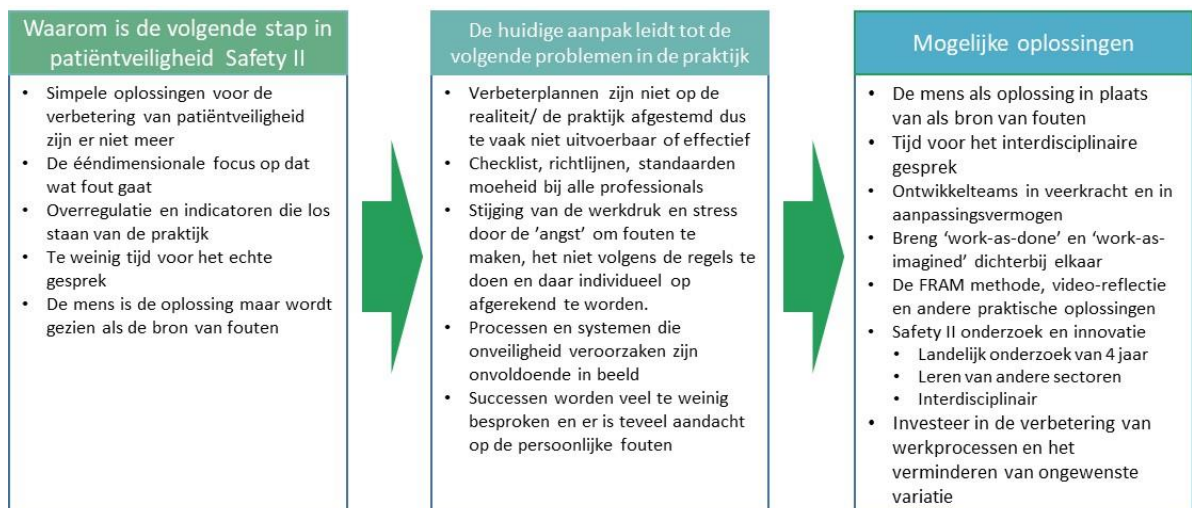 Waarom is de volgende stap in
patiëntveiligheid Safety II
• Simpele oplossingen voor de
verbetering van patiëntveiligheid
zijn er niet meer
• De ééndimensionale focus op dat
wat fout gaat
• Overregulatie en indicatoren die los
staan van de praktijk
• Te weinig tijd voor het echte
gesprek
• De mens is de oplossing maar wordt
gezien als de bron van fouten
De huidige aanpak leidt tot de
volgende problemen in de praktijk
• Verbeterplannen zijn niet op de
realiteit/ de praktijk afgestemd dus
te vaak niet uitvoerbaar of effectief
• Checklist, richtlijnen, standaarden
moeheid bij alle professionals
• Stijging van de werkdruk en stress
door de ’angst’ om fouten te
maken, het niet volgens de regels te
doen en daar individueel op
afgerekend te worden.
• Processen en systemen die
onveiligheid veroorzaken zijn
onvoldoende in beeld
• Successen worden veel te weinig
besproken en er is teveel aandacht
op de persoonlijke fouten
Mogelijke oplossingen
• De mens als oplossing in plaats
van als bron van fouten
• Tijd voor het interdisciplinaire
gesprek
• Ontwikkelteams in veerkracht en in
aanpassingsvermogen
• Breng ‘work-as-done’ en ‘work-as-
imagined’ dichterbij elkaar
• De FRAM methode, video-reflectie
en andere praktische oplossingen
• Safety II onderzoek en innovatie
• Landelijk onderzoek van 4 jaar
• Leren van andere sectoren
• Interdisciplinair
• Investeer in de verbetering van
werkprocessen en het
verminderen van ongewenste
variatie